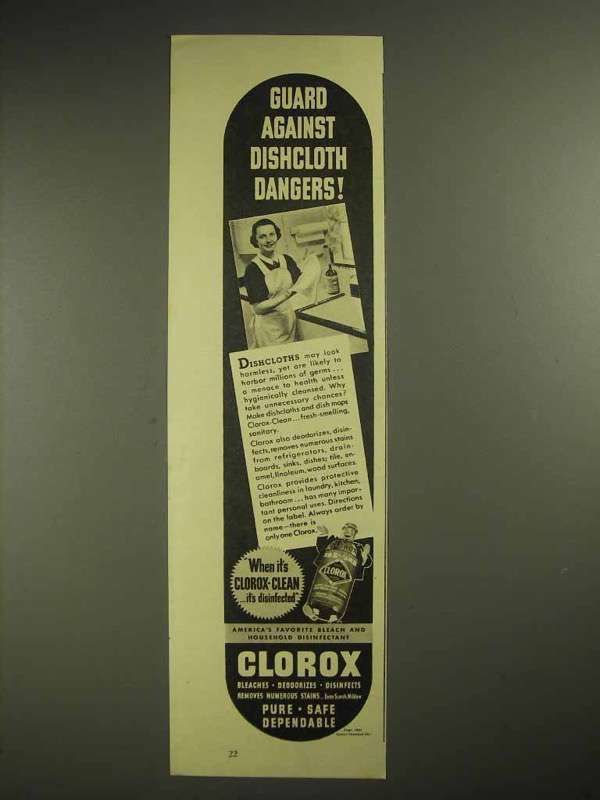 GUARD
AGAINST
DISHCLOTH
DANGERS!
DISHCLOTHS may look
harmless, yet are likely to
harbor millions of germs...
a menace to health unless
hygienically cleansed. Why
take unnecessary chances?
Make dishcloths and dish mops
Clorox-Clean...fresh-smelling,
sanitary.
Clorox also deodorizes, disin-
fects, removes numerous stains
from refrigerators, drain-
boards, sinks, dishes; tile, en-
amel, linoleum, wood surfaces.
Clorox provides protective
cleanliness in laundry, kitchen,
bathroom...has many impor-
tant personal uses. Directions
on the label. Always order by
name—there is
only one Clorox.
CLOROX
When it's
CLOROX-CLEAN
...it's disinfected"
AMERICA'S FAVORITE BLEACH AND
HOUSEHOLD DISINFECTANT
CLOROX
BLEACHES • DEODORIZES • DISINFECTS
REMOVES NUMEROUS STAINS...Even Scorch, Mildew
PURE • SAFE
DEPENDABLE
22